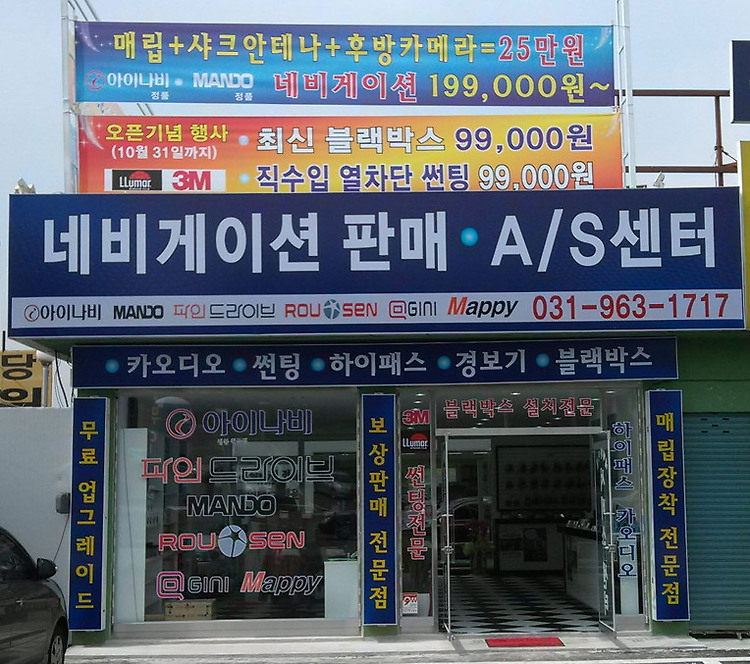 매립+샤크안테나+후방카메라=25만원
아이나비 정품 · MANDO 정품 네비게이션 199,000원~
오픈기념 행사
(10월 31일까지)
• 최신 블랙박스 99,000원
LLumar 3M
• 직수입 열차단 썬팅 99,000원
네비게이션 판매 • A/S센터
아이나비 MANDO 파인드라이브 ROUSEN GINI Mappy 031-963-1717
• 카오디오 • 썬팅 • 하이패스 • 경보기 • 블랙박스
무료 업그레이드
아이나비
파인드라이브
MANDO
ROUSEN
GINI Mappy
보상판매 전문점
3M
LLumar
썬팅전문
블랙박스 설치전문
하이패스 카오디오
매립장착 전문점
당